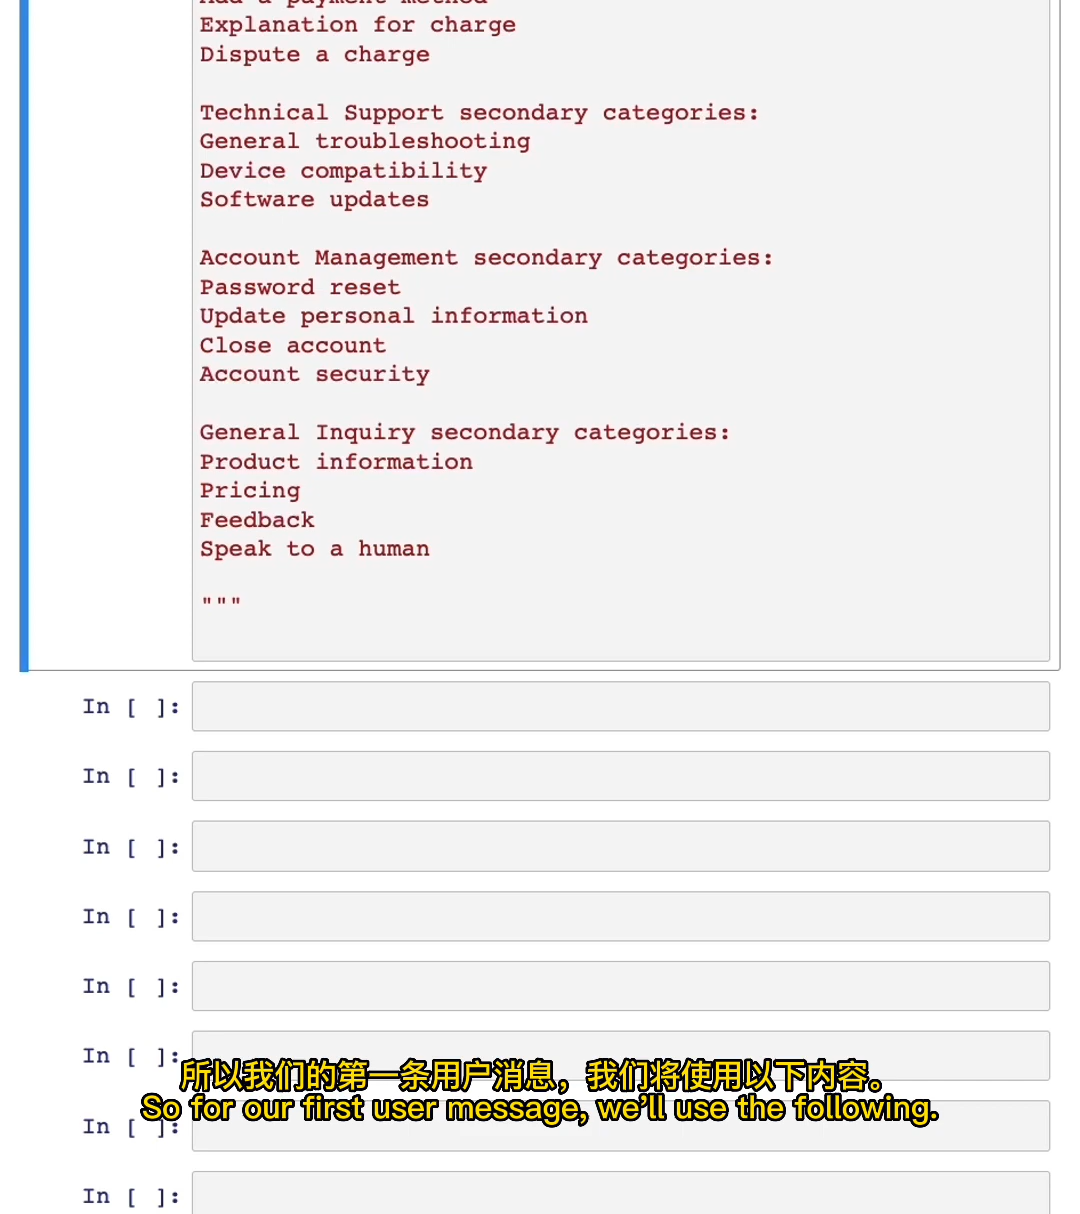 Add a payment method
Explanation for charge
Dispute a charge
Technical Support secondary categories:
General troubleshooting
Device compatibility
Software updates
Account Management secondary categories:
Password reset
Update personal information
Close account
Account security
General Inquiry secondary categories:
Product information
Pricing
Feedback
Speak to a human
"""
In [ ]:
In [ ]:
In [ ]:
In [ ]:
In [ ]:
In [ ]:
所以我们的第一条用户消息，我们将使用以下内容。
So for our first user message, we’ll use the following.
In [ ]:
In [ ]: